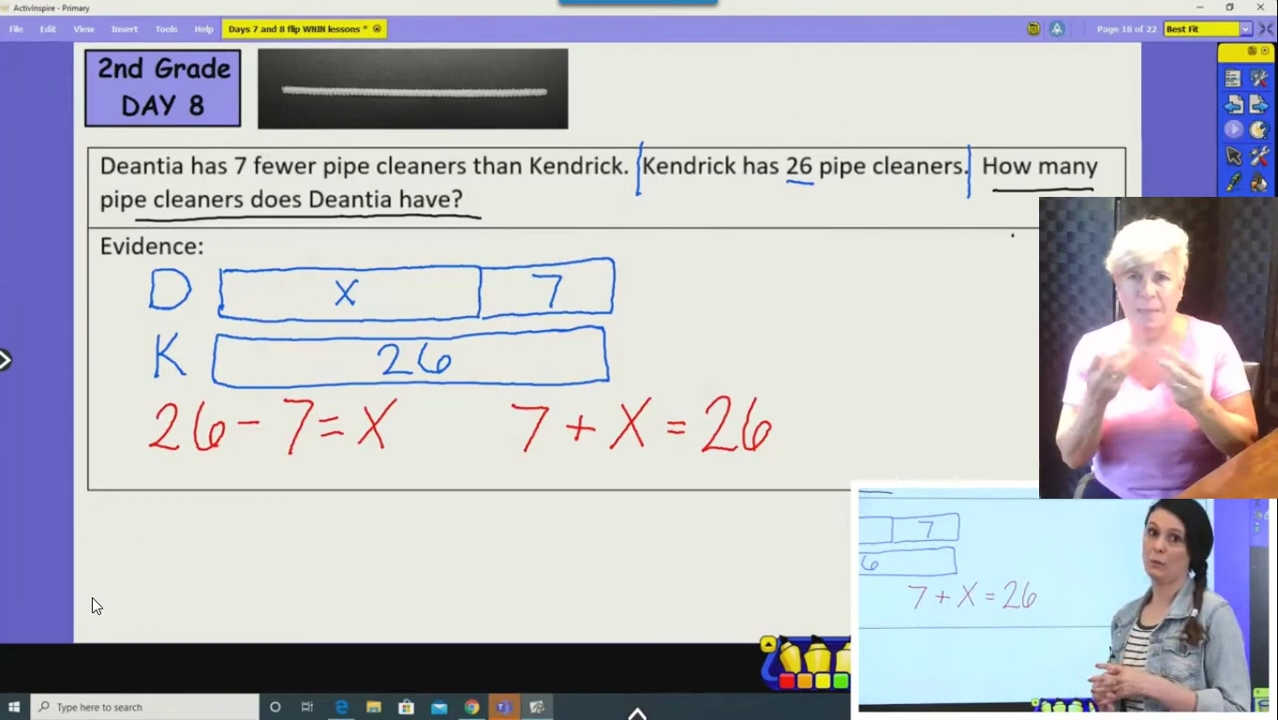 ActivInspire - Primary
File Edit View Insert Tools Help Days 7 and 8 flip WNIN lessons * Page 18 of 22 Best Fit
2nd Grade
DAY 8
Deantia has 7 fewer pipe cleaners than Kendrick. Kendrick has 26 pipe cleaners. How many
pipe cleaners does Deantia have?
Evidence:
D x 7
K 26
26 - 7 = X 7 + X = 26
7
6
7 + X = 26
Type here to search